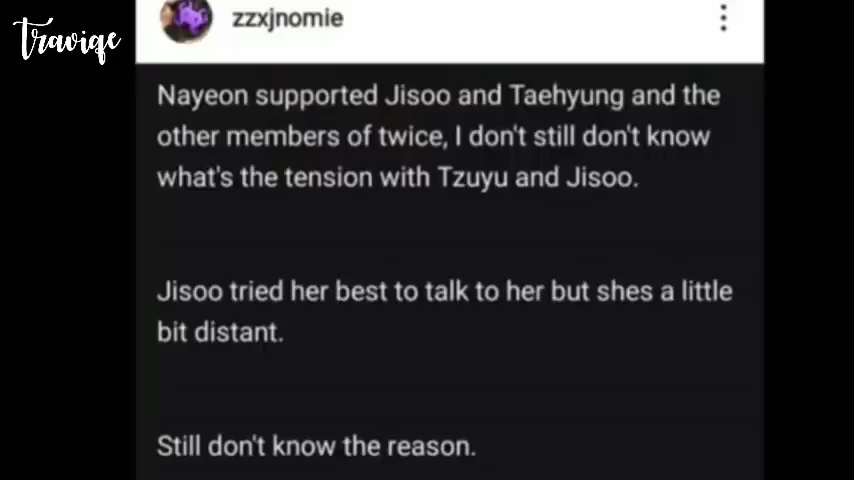 Traviqe
zzxjnomie
Nayeon supported Jisoo and Taehyung and the
other members of twice, I don't still don't know
what's the tension with Tzuyu and Jisoo.
Jisoo tried her best to talk to her but shes a little
bit distant.
Still don't know the reason.